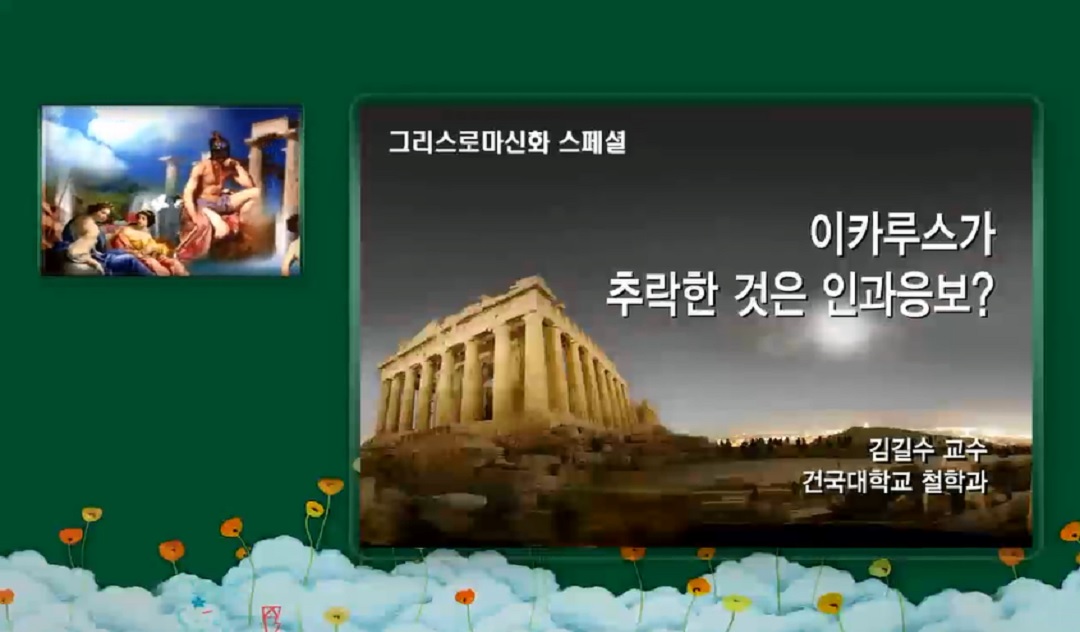 그리스로마신화 스페셜
이카루스가
추락한 것은 인과응보?
김길수 교수
건국대학교 철학과